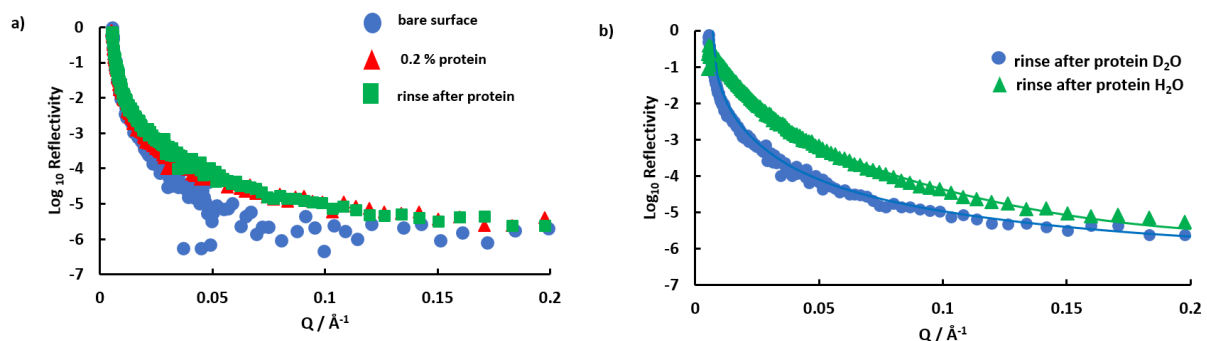 a)
bare surface
0.2 % protein
rinse after protein
0
-1
-2
-3
-4
-5
-6
-7
Log 10 Reflectivity
0
0.05
0.1
0.15
0.2
Q / Å-1
b)
rinse after protein D2O
rinse after protein H2O
0
-1
-2
-3
-4
-5
-6
-7
Log10 Reflectivity
0
0.05
0.1
0.15
0.2
Q / Å-1